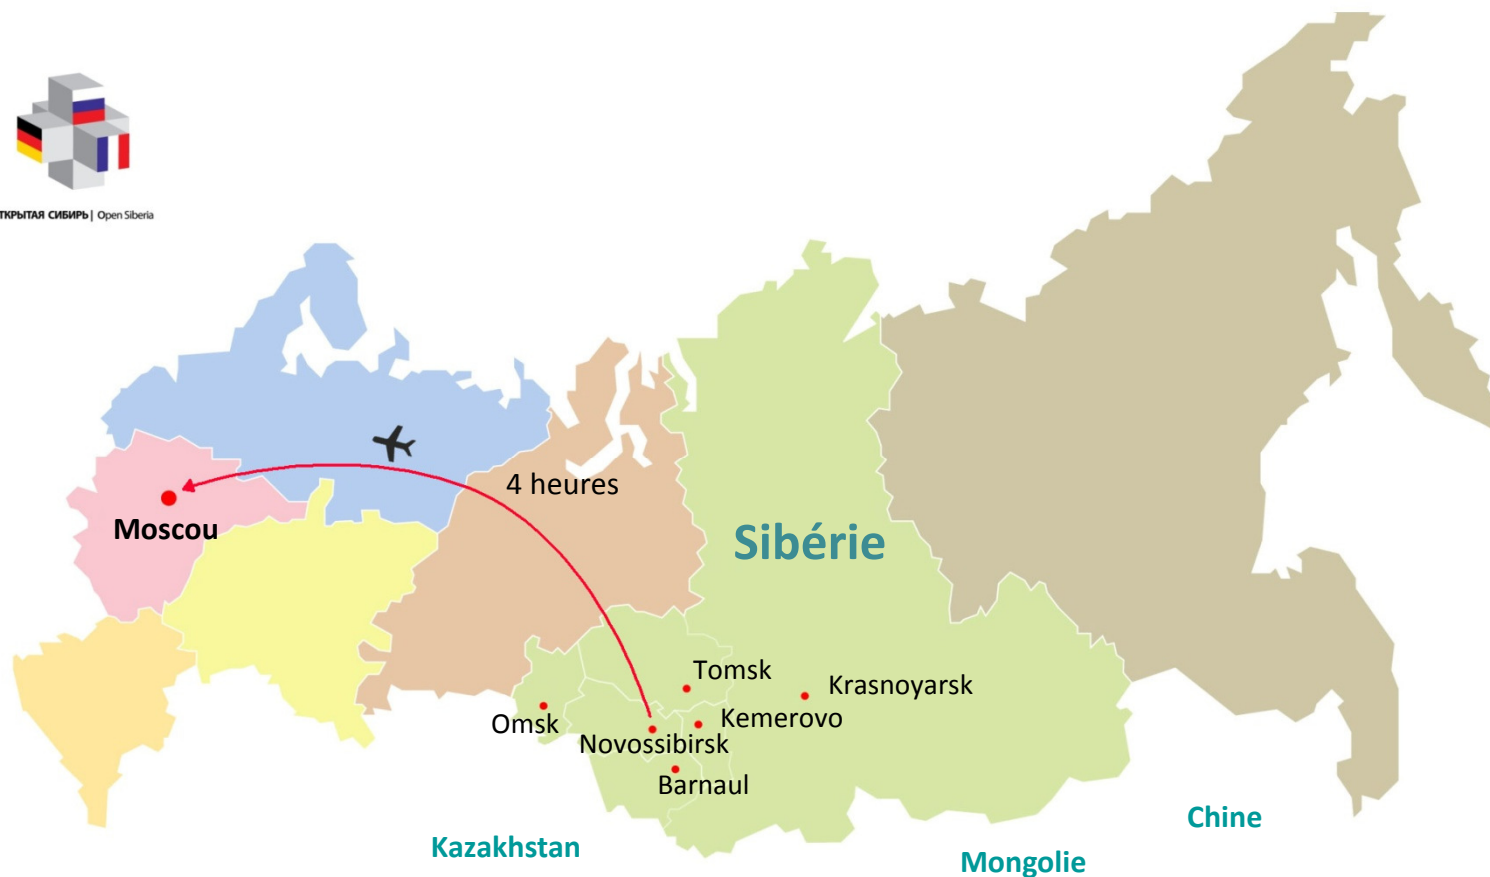 ТКРЫТАЯ СИБИРЬ | Open Siberia
4 heures
Moscou
Sibérie
Tomsk
Krasnoyarsk
Omsk
Kemerovo
Novossibirsk
Barnaul
Chine
Kazakhstan
Mongolie